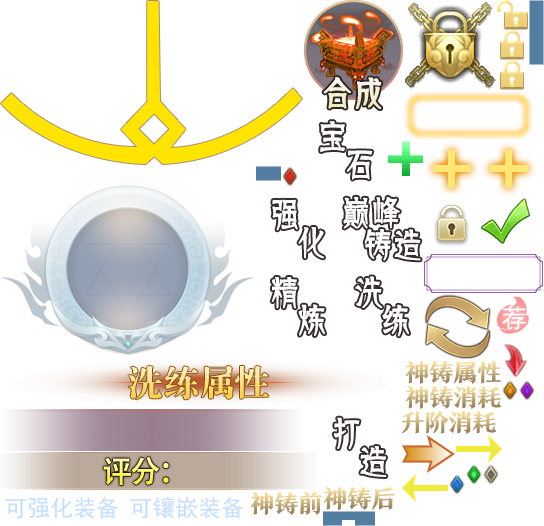 合成
宝石
强化
巅峰铸造
精炼
洗练
荐
洗练属性
神铸属性
神铸消耗
升阶消耗
打造
评分:
可强化装备 可镶嵌装备
神铸前
神铸后